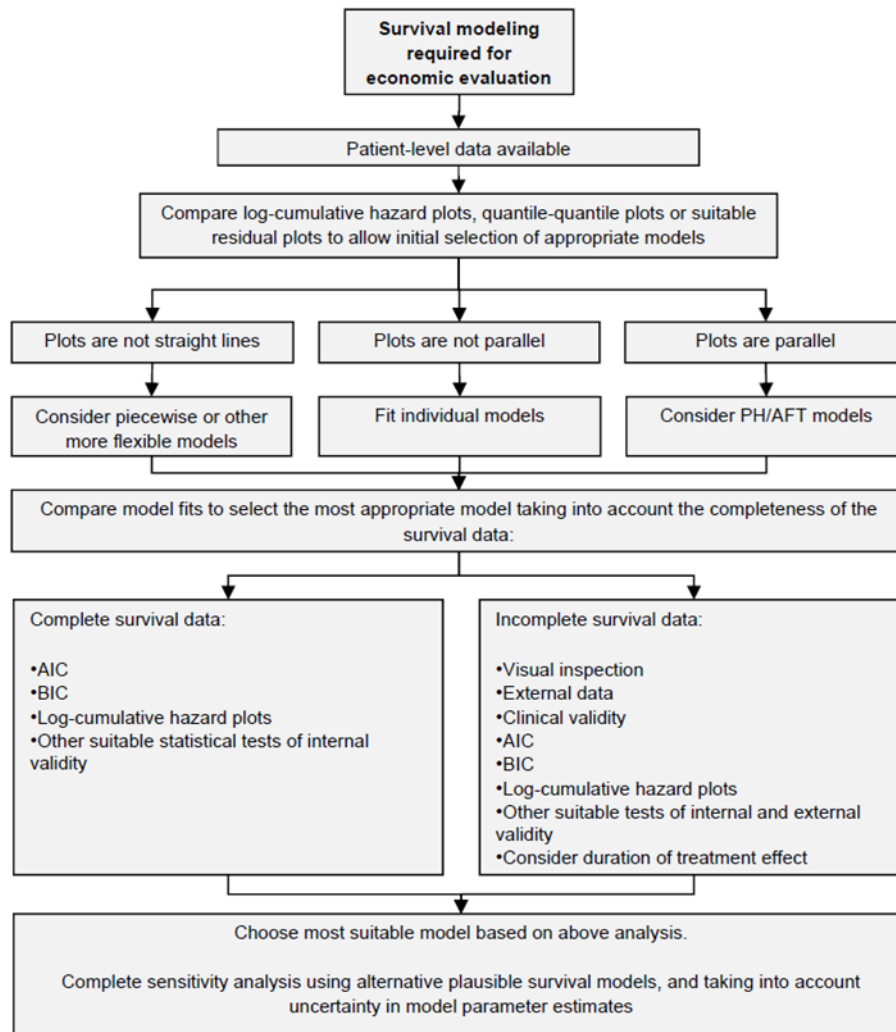 Survival modeling
required for
economic evaluation
Patient-level data available
Compare log-cumulative hazard plots, quantile-quantile plots or suitable
residual plots to allow initial selection of appropriate models
Plots are not straight lines
Plots are not parallel
Plots are parallel
Consider piecewise or other
more flexible models
Fit individual models
Consider PH/AFT models
Compare model fits to select the most appropriate model taking into account the completeness of the
survival data:
Complete survival data:
•AIC
•BIC
•Log-cumulative hazard plots
•Other suitable statistical tests of internal
validity
Incomplete survival data:
•Visual inspection
•External data
•Clinical validity
•AIC
•BIC
•Log-cumulative hazard plots
•Other suitable tests of internal and external
validity
•Consider duration of treatment effect
Choose most suitable model based on above analysis.
Complete sensitivity analysis using alternative plausible survival models, and taking into account
uncertainty in model parameter estimates